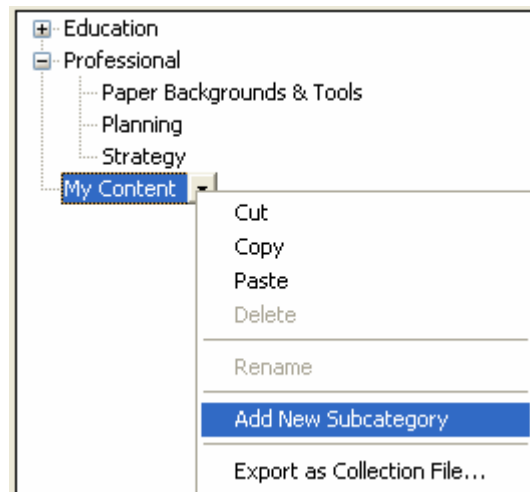 Education
Professional
Paper Backgrounds & Tools
Planning
Strategy
My Content
Cut
Copy
Paste
Delete
Rename
Add New Subcategory
Export as Collection File...